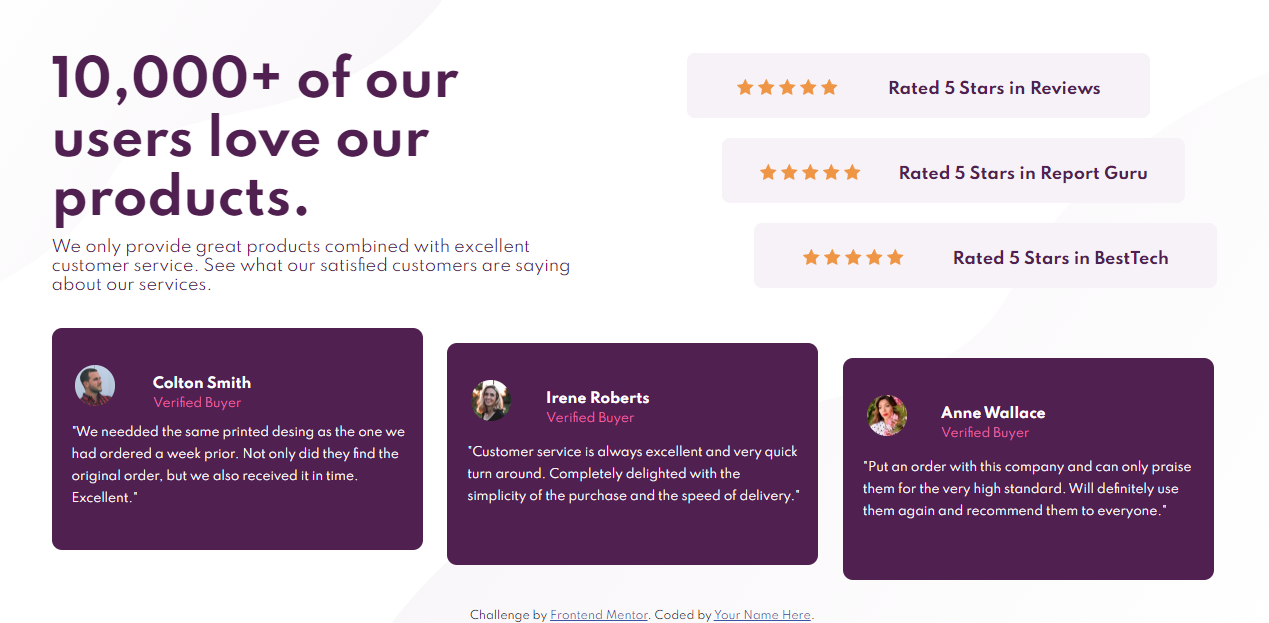 10,000+ of our
users love our
products.
We only provide great products combined with excellent
customer service. See what our satisfied customers are saying
about our services.
Rated 5 Stars in Reviews
Rated 5 Stars in Report Guru
Rated 5 Stars in BestTech
Colton Smith
Verified Buyer
"We needded the same printed desing as the one we
had ordered a week prior. Not only did they find the
original order, but we also received it in time.
Excellent."
Irene Roberts
Verified Buyer
"Customer service is always excellent and very quick
turn around. Completely delighted with the
simplicity of the purchase and the speed of delivery."
Anne Wallace
Verified Buyer
"Put an order with this company and can only praise
them for the very high standard. Will definitely use
them again and recommend them to everyone."
Challenge by Frontend Mentor. Coded by Your Name Here.